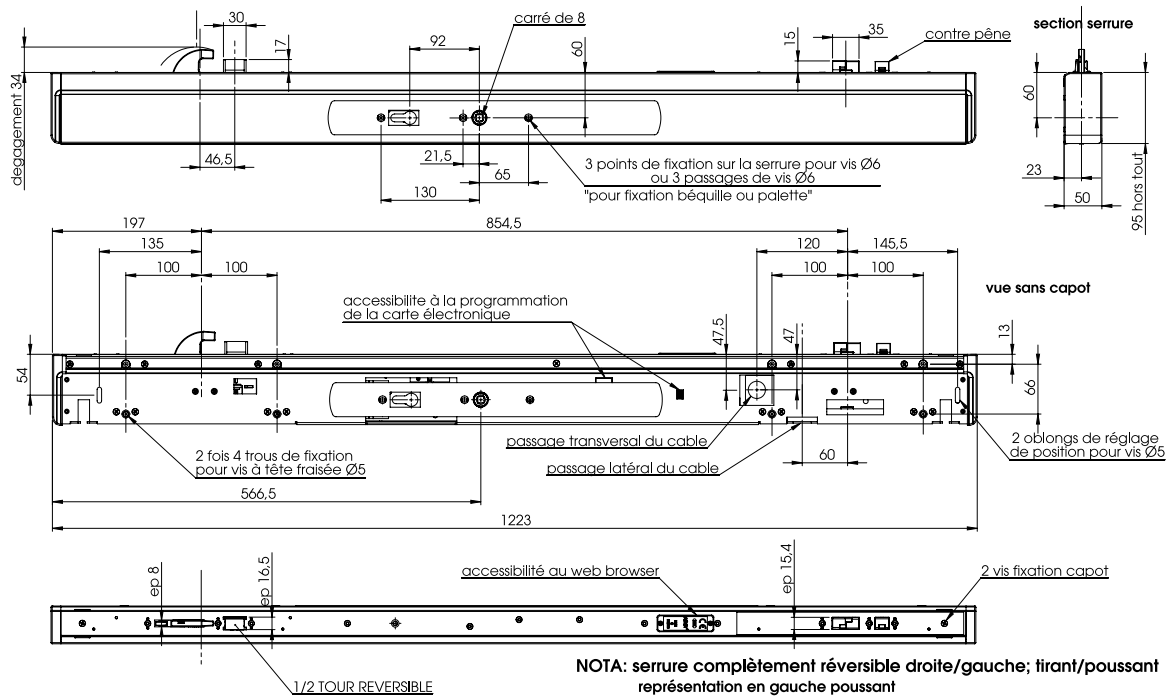 30
17
92
carré de 8
60
15
35
contre pêne
section serrure
degagement 34
46,5
21,5
65
130
3 points de fixation sur la serrure pour vis Ø6
ou 3 passages de vis Ø6
"pour fixation béquille ou palette"
60
23
50
95 hors tout
197
854,5
135
120
145,5
100
100
100
100
vue sans capot
accessibilite à la programmation
de la carte électronique
47,5
47
13
54
66
2 fois 4 trous de fixation
pour vis à tête fraisée Ø5
passage transversal du cable
passage latéral du cable
60
2 oblongs de réglage
de position pour vis Ø5
566,5
1223
ep 8
ep 16,5
accessibilité au web browser
ep 15,4
2 vis fixation capot
1/2 TOUR REVERSIBLE
NOTA: serrure complètement réversible droite/gauche; tirant/poussant
représentation en gauche poussant